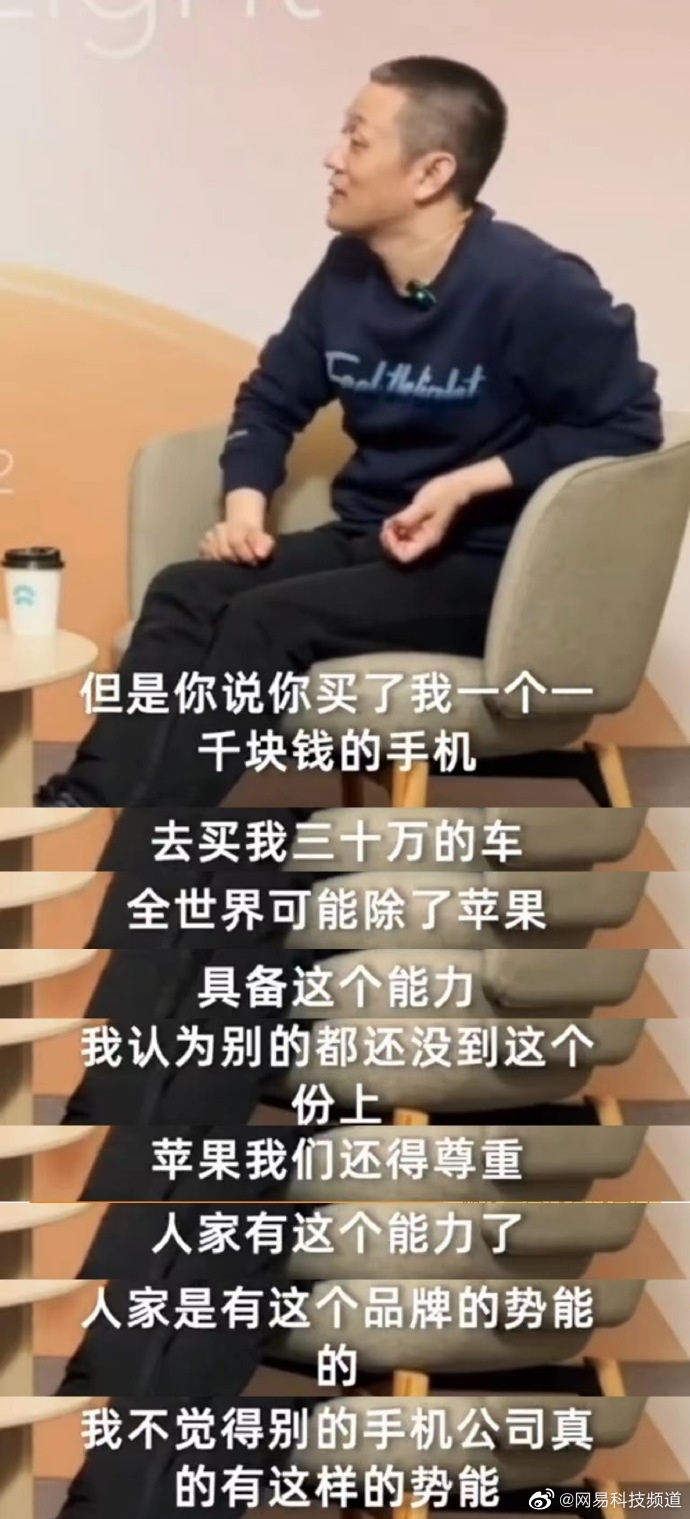 light
Feel the light
2
但是你说你买了我一个一
千块钱的手机
去买我三十万的车
全世界可能除了苹果
具备这个能力
我认为别的都还没到这个
份上
苹果我们还得尊重
人家有这个能力了
人家是有这个品牌的势能
的
我不觉得别的手机公司真
的有这样的势能
@网易科技频道